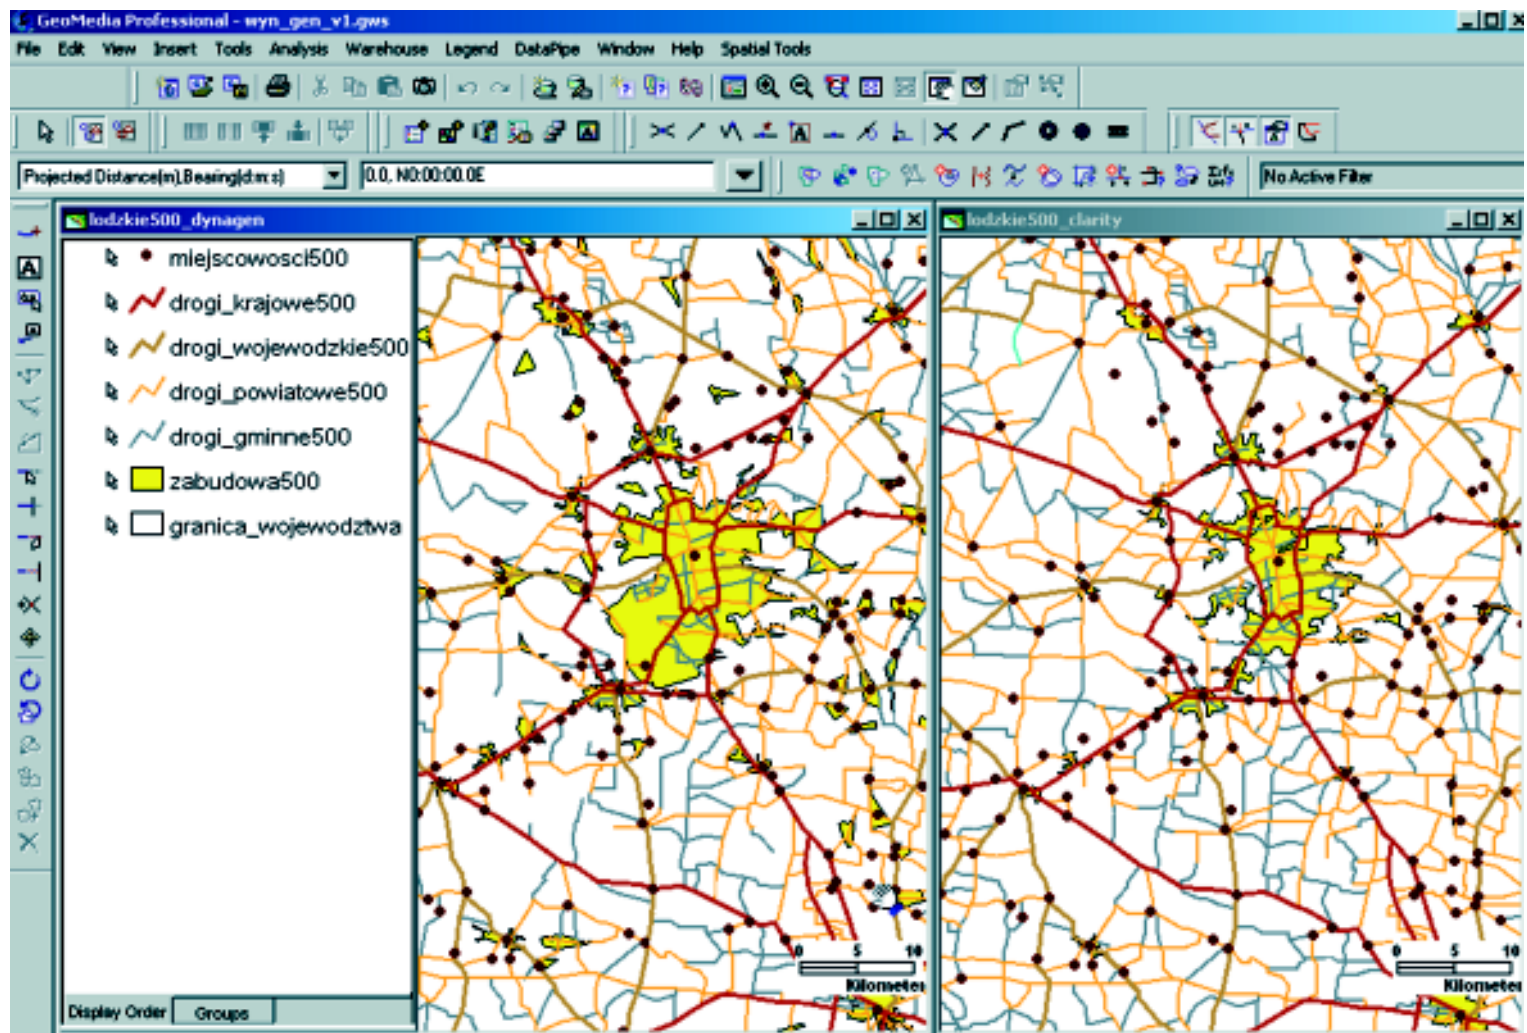 GeoMedia Professional - wyn_gen_v1.gws
File Edit View Insert Tools Analysis Warehouse Legend DataPipe Window Help Spatial Tools
Projected Distance(m),Bearing(d:m:s) 0.0, N0:00:00.0E No Active Filter
lodzkie500_dynagen
lodzkie500_clarity
miejscowosci500
drogi_krajowe500
drogi_wojewodzkie500
drogi_powiatowe500
drogi_gminne500
zabudowa500
granica_wojewodztwa
0 5 10
Kilometer
0 5 10
Kilometer
Display Order Groups